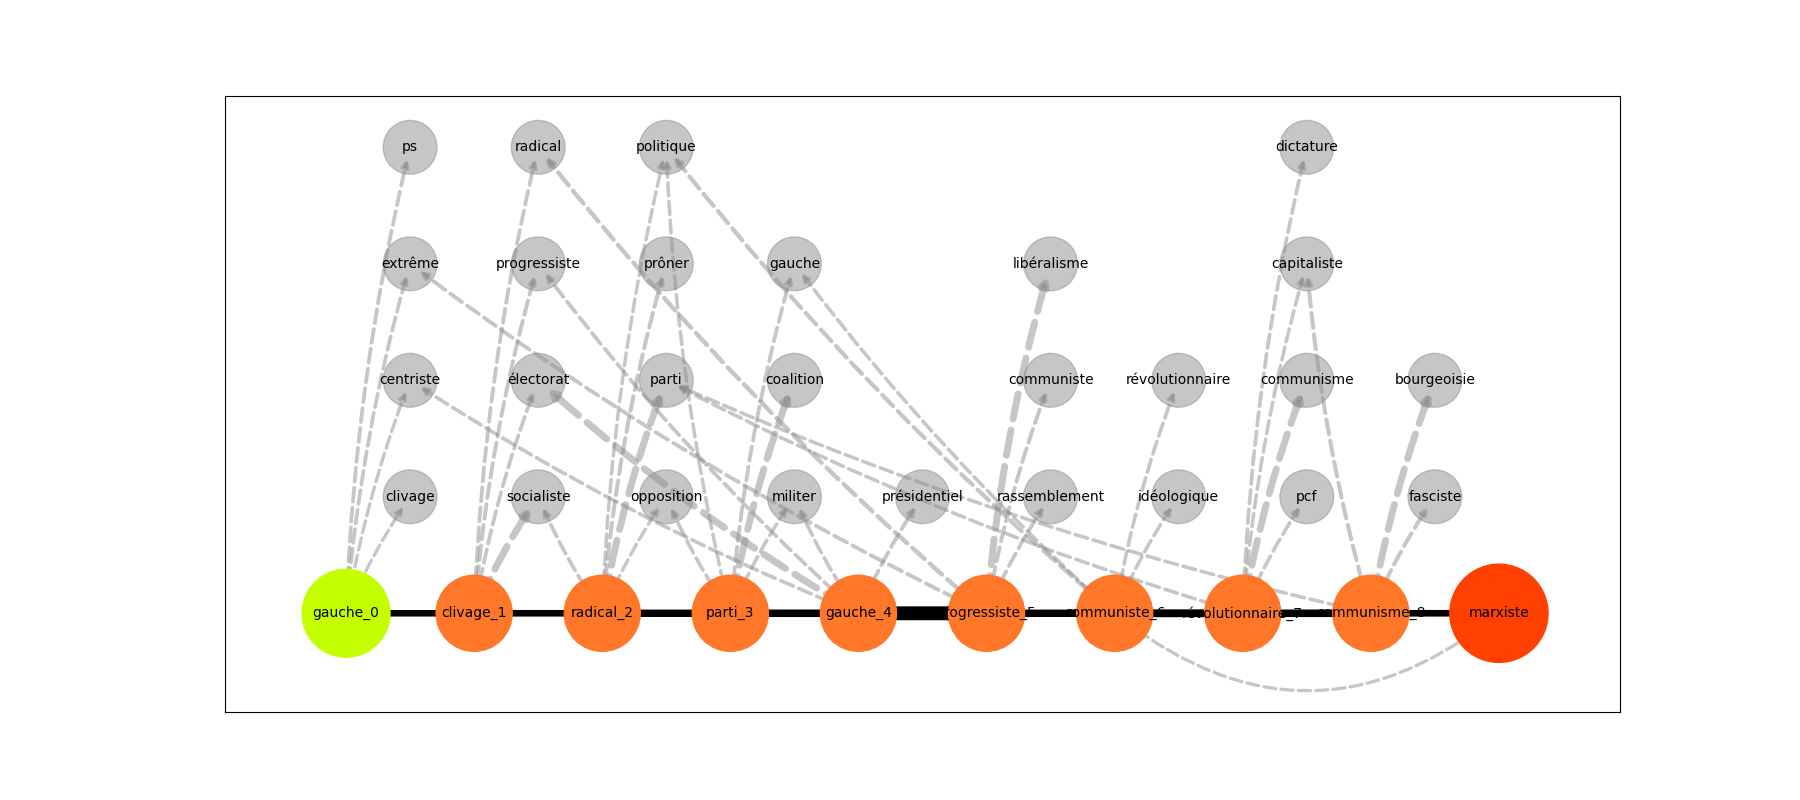 ps radical politique dictature
extrême progressiste prôner gauche libéralisme capitaliste
centriste électorat parti coalition communiste révolutionnaire communisme bourgeoisie
clivage socialiste opposition militer présidentiel rassemblement idéologique pcf fasciste
gauche_0 clivage_1 radical_2 parti_3 gauche_4 rogressiste_5 communiste_6 révolutionnaire_7 communisme_8 marxiste